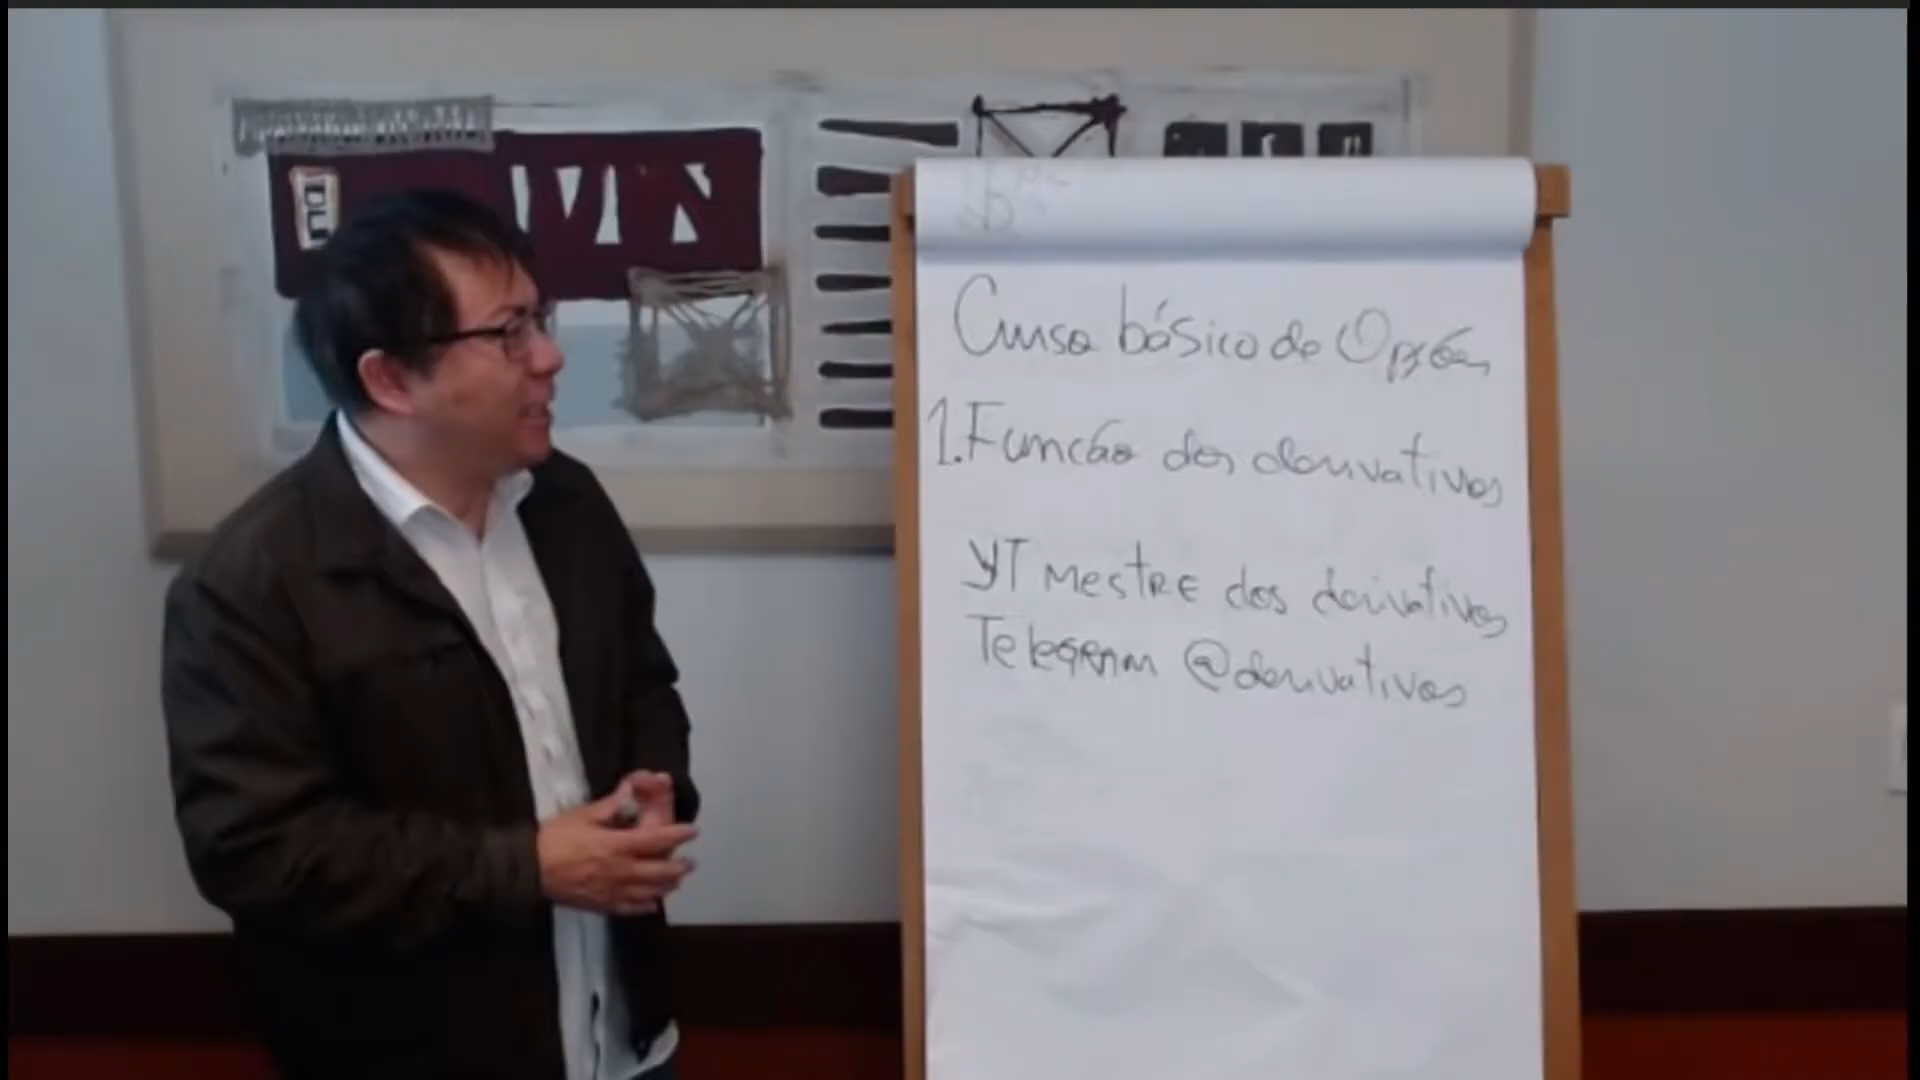 Curso básico de Opções
1. Função dos derivativos
YT MESTRE dos derivativos
Telegram @derivativos